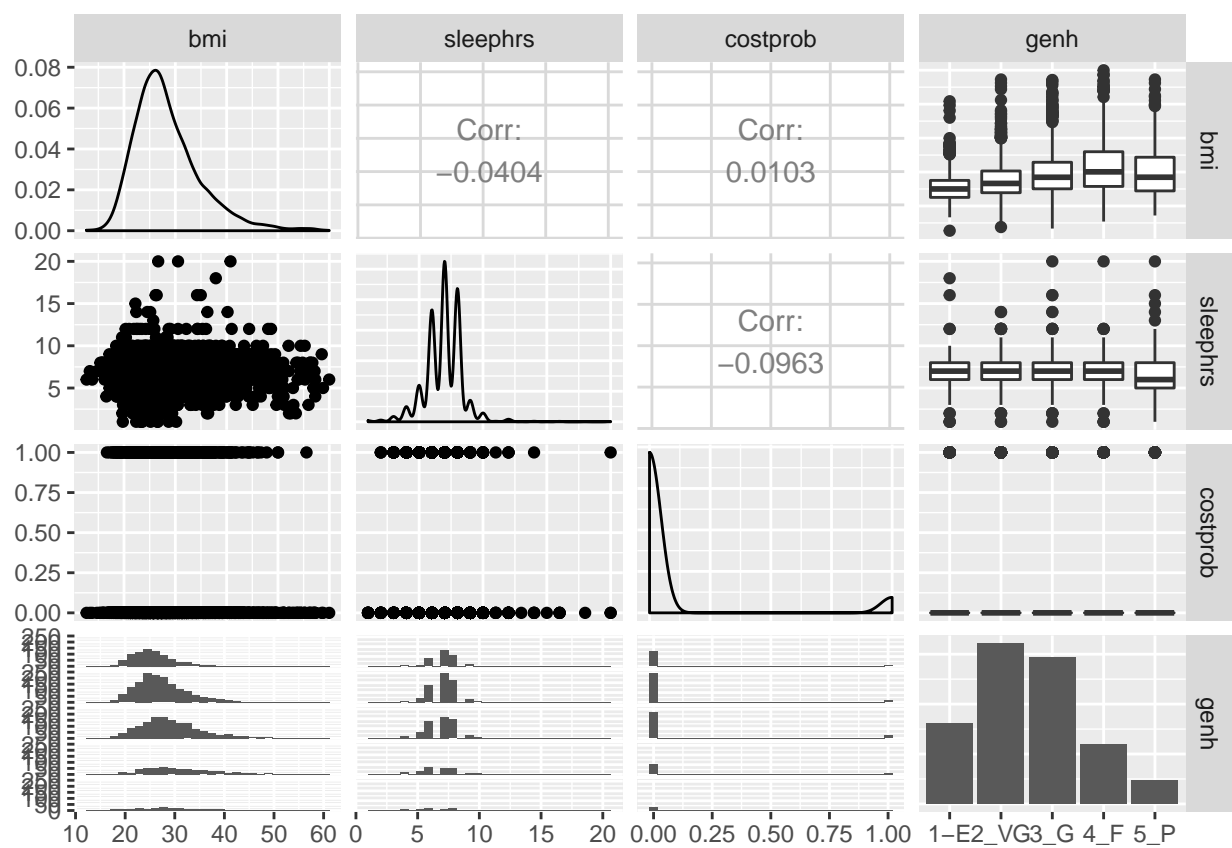 bmi sleephrs costprob genh
0.08
0.06
0.04
0.02
0.00
Corr:
−0.0404
Corr:
0.0103
bmi
20
15
10
5
Corr:
−0.0963
sleephrs
1.00
0.75
0.50
0.25
0.00
costprob
genh
10 20 30 40 50 60 0 5 10 15 20 0.00 0.25 0.50 0.75 1.00 1−E2_VG3_G 4_F 5_P